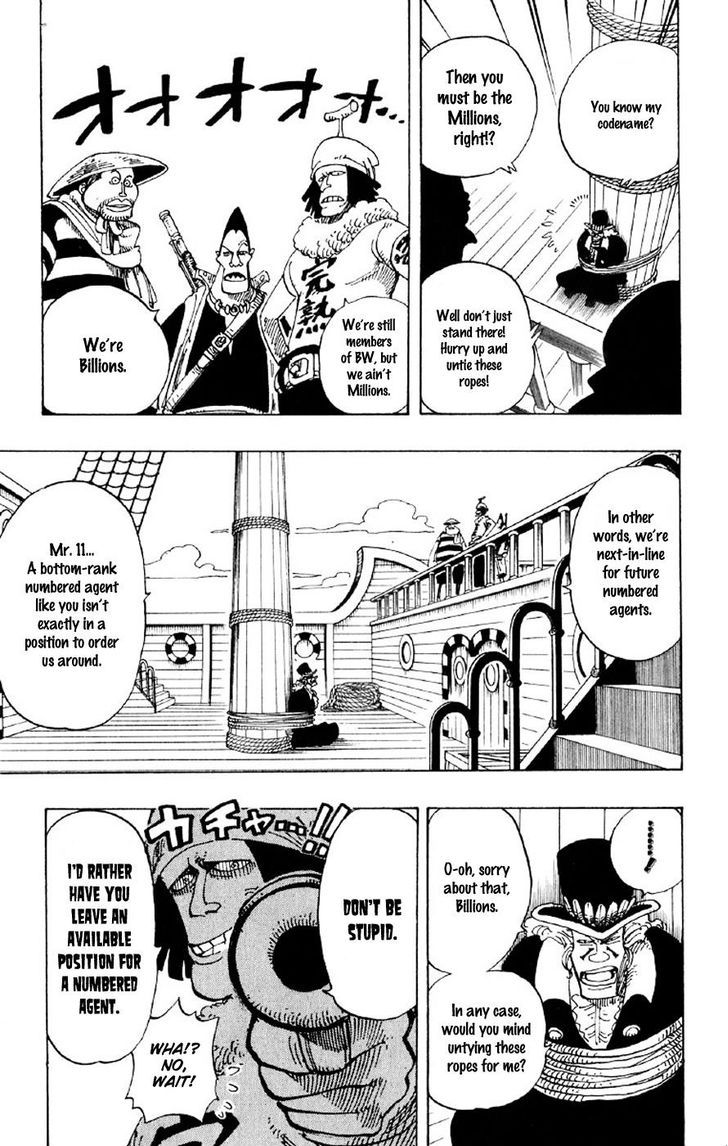 You know my
codename?
Then you
must be the
Millions,
right!?
Well don't just
stand there!
Hurry up and
untie these
ropes!
オオオオオ...
完熟
We're still
members
of BW, but
we ain't
Millions.
We're
Billions.
In other
words, we're
next-in-line
for future
numbered
agents.
Mr. 11...
A bottom-rank
numbered agent
like you isn't
exactly in a
position to order
us around.
......!
O-oh, sorry
about that,
Billions.
In any case,
would you mind
untying these
ropes for me?
カチャ...!!
DON'T BE
STUPID.
I'D RATHER
HAVE YOU
LEAVE AN
AVAILABLE
POSITION FOR
A NUMBERED
AGENT.
WHA!?
NO,
WAIT!